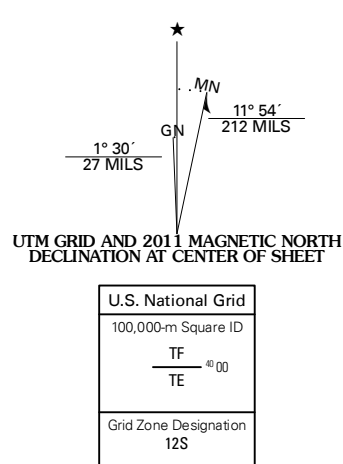 ★
MN
11° 54´
212 MILS
GN
1° 30´
27 MILS
UTM GRID AND 2011 MAGNETIC NORTH
DECLINATION AT CENTER OF SHEET
U.S. National Grid
100,000-m Square ID
TF
40 00
TE
Grid Zone Designation
12S